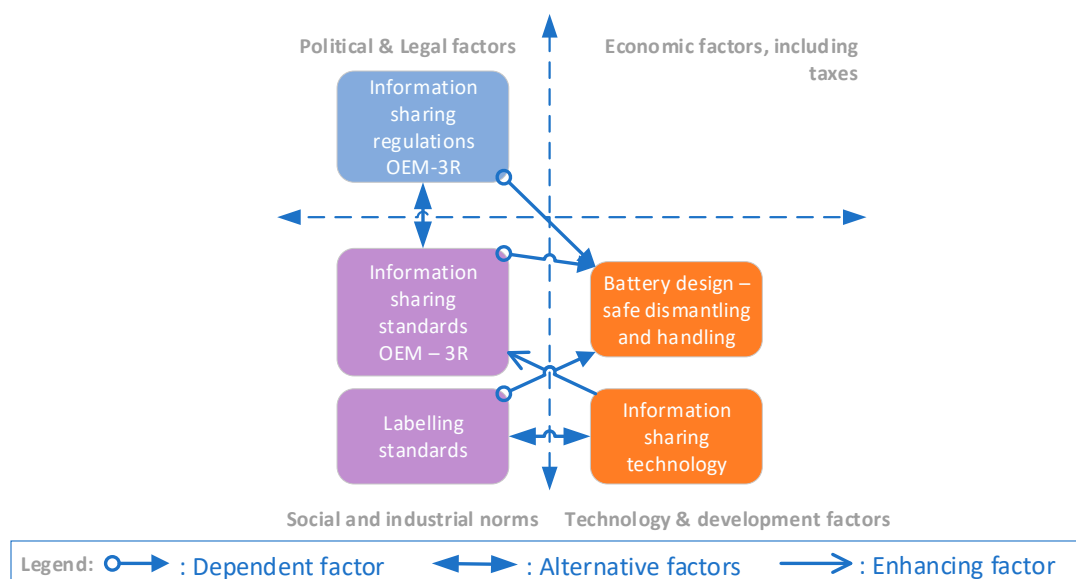 Political & Legal factors
Economic factors, including
taxes
Information
sharing
regulations
OEM-3R
Information
sharing
standards
OEM – 3R
Battery design –
safe dismantling
and handling
Labelling
standards
Information
sharing
technology
Social and industrial norms
Technology & development factors
Legend: : Dependent factor : Alternative factors : Enhancing factor